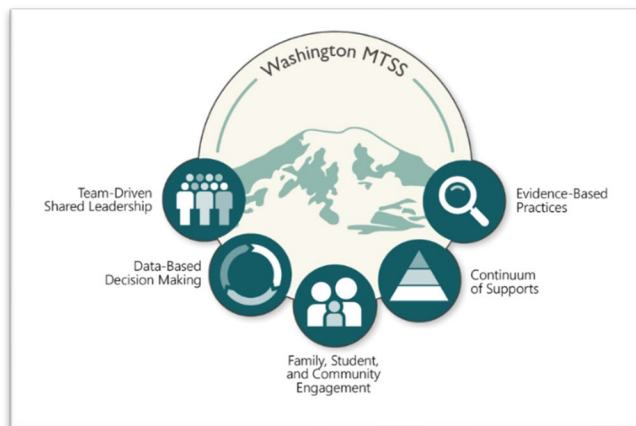 Washington MTSS
Team-Driven
Shared Leadership
Evidence-Based
Practices
Data-Based
Decision Making
Continuum
of Supports
Family, Student,
and Community
Engagement